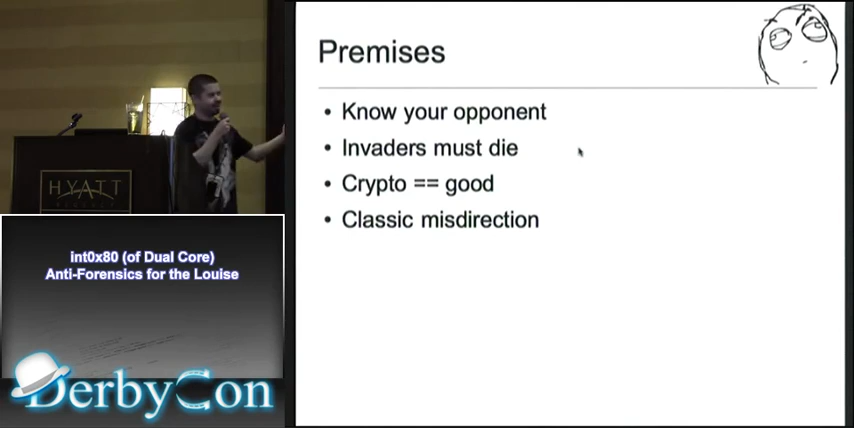 Premises
• Know your opponent
• Invaders must die
• Crypto == good
• Classic misdirection
HYATT
int0x80 (of Dual Core)
Anti-Forensics for the Louise
DerbyCon